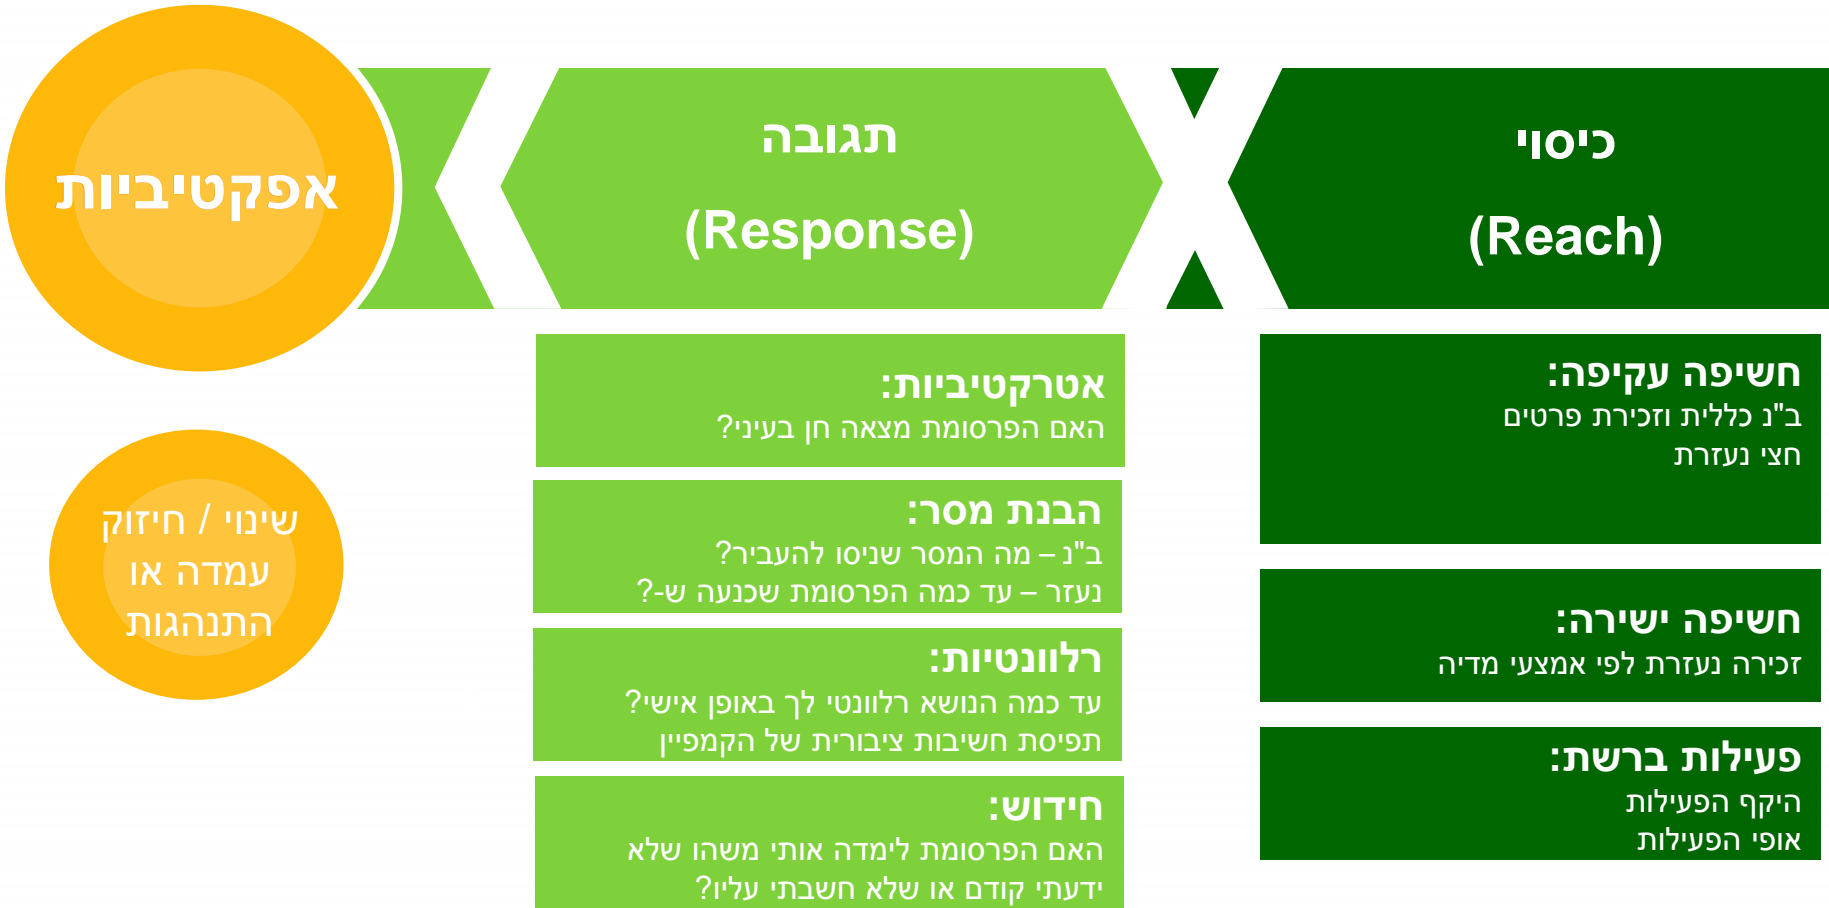 כיסוי
(Reach)
חשיפה עקיפה:
ב"נ כללית וזכירת פרטים
חצי נעזרת
חשיפה ישירה:
זכירה נעזרת לפי אמצעי מדיה
פעילות ברשת:
היקף הפעילות
אופי הפעילות
תגובה
(Response)
אטרקטיביות:
האם הפרסומת מצאה חן בעיני?
הבנת מסר:
ב"נ – מה המסר שניסו להעביר?
נעזר – עד כמה הפרסומת שכנעה ש-?
רלוונטיות:
עד כמה הנושא רלוונטי לך באופן אישי?
תפיסת חשיבות ציבורית של הקמפיין
חידוש:
האם הפרסומת לימדה אותי משהו שלא
ידעתי קודם או שלא חשבתי עליו?
אפקטיביות
שינוי / חיזוק
עמדה או
התנהגות